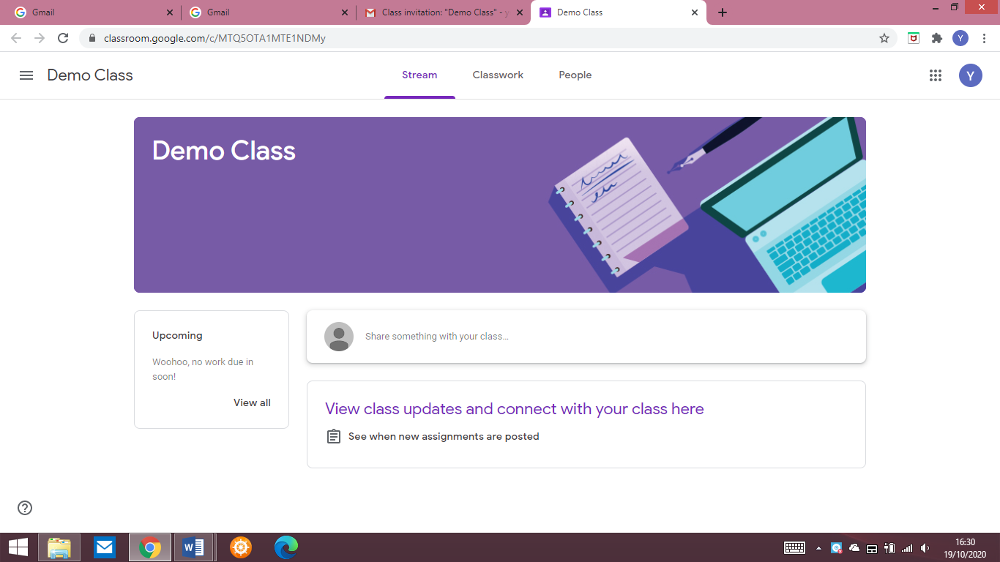 Gmail
Gmail
Class invitation: "Demo Class" - y
Demo Class
classroom.google.com/c/MTQ5OTA1MTE1NDMy
Y
Demo Class
Stream
Classwork
People
Y
Demo Class
Upcoming
Woohoo, no work due in
soon!
View all
Share something with your class...
View class updates and connect with your class here
See when new assignments are posted
16:30
19/10/2020